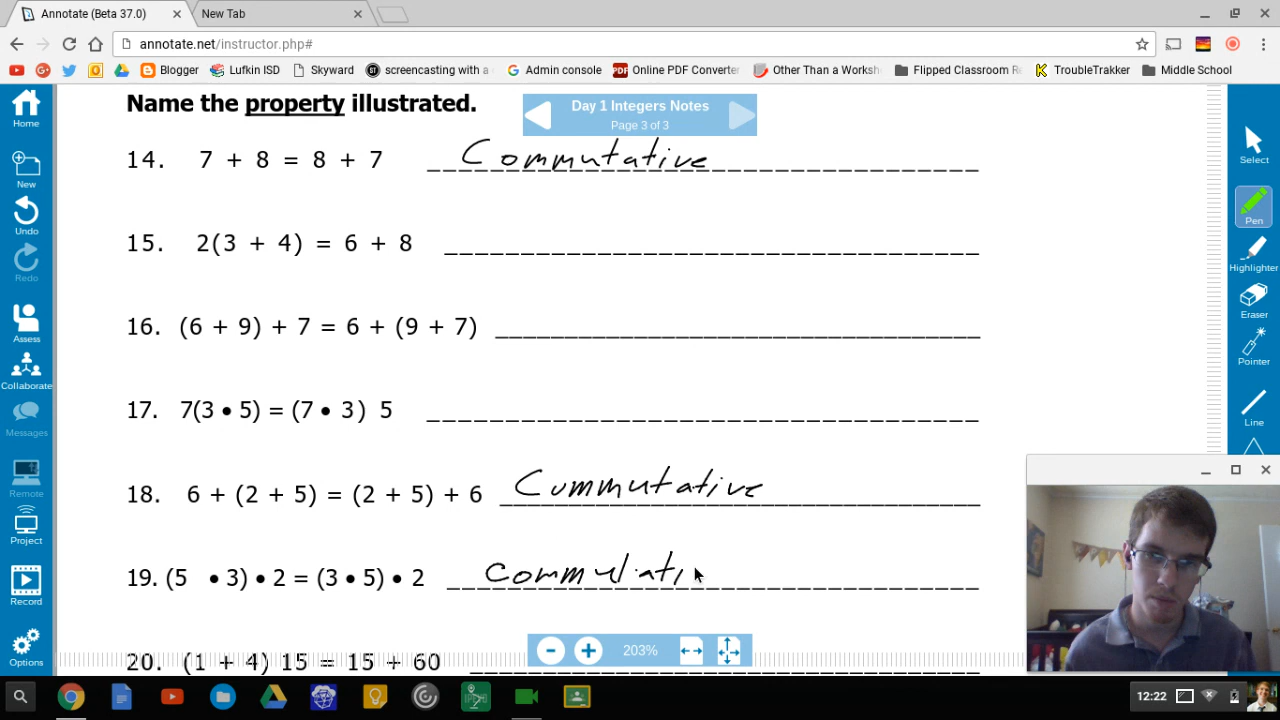 Annotate (Beta 37.0)
New Tab
annotate.net/instructor.php#
Blogger
Lufkin ISD
Skyward
screencasting with a
Admin console
PDF Online PDF Converter
Other Than a Worksh
Flipped Classroom R
TroubleTrakker
Middle School
Name the property illustrated.
Day 1 Integers Notes
Page 3 of 3
14. 7 + 8 = 8 + 7 Commutative
15. 2(3 + 4) = 6 + 8
16. (6 + 9) + 7 = 6 + (9 + 7)
17. 7(3 • 5) = (7 • 3) 5
18. 6 + (2 + 5) = (2 + 5) + 6 Commutative
19. (5 • 3) • 2 = (3 • 5) • 2 Commutati
20. (1 + 4) 15 = 15 + 60
203%
Home
New
Undo
Redo
Assess
Collaborate
Messages
Remote
Project
Record
Options
Select
Pen
Highlighter
Eraser
Pointer
Line
12:22